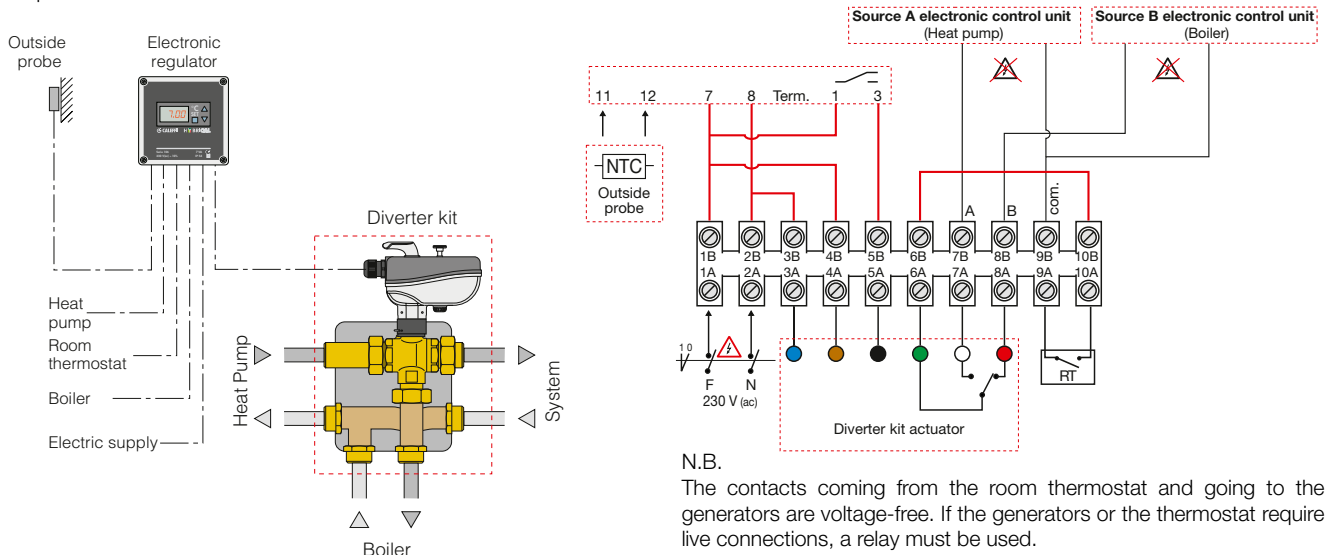 Outside
probe
Electronic
regulator
7.00
CALEFFI
Diverter kit
Heat
pump
Room
thermostat
Boiler
Electric supply
Heat Pump
System
Boiler
Source A electronic control unit
(Heat pump)
Source B electronic control unit
(Boiler)
11 12 7 8 Term. 1 3
NTC
Outside
probe
A B com.
1B 2B 3B 4B 5B 6B 7B 8B 9B 10B
1A 2A 3A 4A 5A 6A 7A 8A 9A 10A
1 0
F N
230 V (ac)
RT
Diverter kit actuator
N.B.
The contacts coming from the room thermostat and going to the
generators are voltage-free. If the generators or the thermostat require
live connections, a relay must be used.